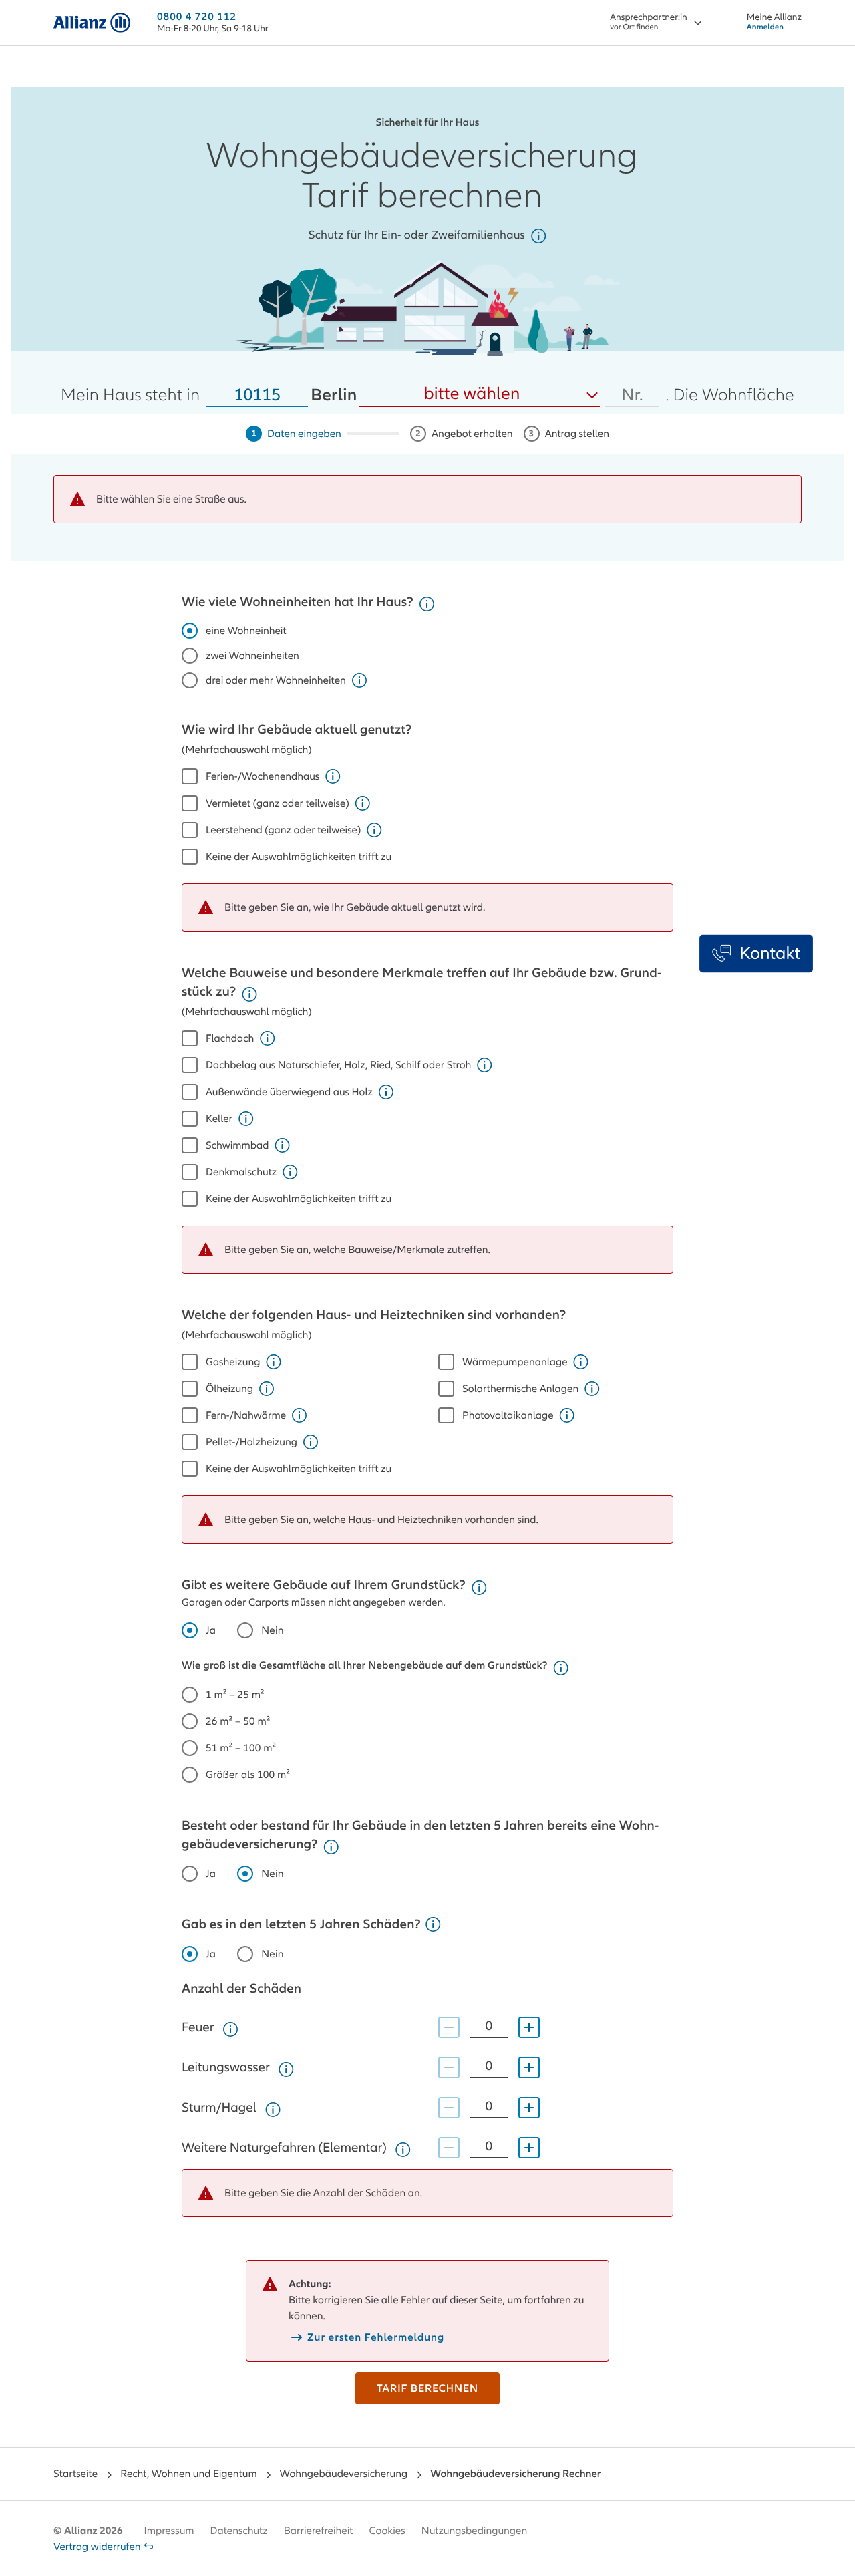 Allianz
0800 4 720 112
Mo-Fr 8-20 Uhr, Sa 9-18 Uhr
Ansprechpartner:in
vor Ort finden
Meine Allianz
Anmelden
Sicherheit für Ihr Haus
Wohngebäudeversicherung
Tarif berechnen
Schutz für Ihr Ein- oder Zweifamilienhaus
Mein Haus steht in 10115 Berlin bitte wählen Nr. . Die Wohnfläche
1 Daten eingeben 2 Angebot erhalten 3 Antrag stellen
Bitte wählen Sie eine Straße aus.
Wie viele Wohneinheiten hat Ihr Haus?
eine Wohneinheit
zwei Wohneinheiten
drei oder mehr Wohneinheiten
Wie wird Ihr Gebäude aktuell genutzt?
(Mehrfachauswahl möglich)
Ferien-/Wochenendhaus
Vermietet (ganz oder teilweise)
Leerstehend (ganz oder teilweise)
Keine der Auswahlmöglichkeiten trifft zu
Bitte geben Sie an, wie Ihr Gebäude aktuell genutzt wird.
Kontakt
Welche Bauweise und besondere Merkmale treffen auf Ihr Gebäude bzw. Grund-
stück zu?
(Mehrfachauswahl möglich)
Flachdach
Dachbelag aus Naturschiefer, Holz, Ried, Schilf oder Stroh
Außenwände überwiegend aus Holz
Keller
Schwimmbad
Denkmalschutz
Keine der Auswahlmöglichkeiten trifft zu
Bitte geben Sie an, welche Bauweise/Merkmale zutreffen.
Welche der folgenden Haus- und Heiztechniken sind vorhanden?
(Mehrfachauswahl möglich)
Gasheizung Wärmepumpenanlage
Ölheizung Solarthermische Anlagen
Fern-/Nahwärme Photovoltaikanlage
Pellet-/Holzheizung
Keine der Auswahlmöglichkeiten trifft zu
Bitte geben Sie an, welche Haus- und Heiztechniken vorhanden sind.
Gibt es weitere Gebäude auf Ihrem Grundstück?
Garagen oder Carports müssen nicht angegeben werden.
Ja Nein
Wie groß ist die Gesamtfläche all Ihrer Nebengebäude auf dem Grundstück?
1 m² – 25 m²
26 m² – 50 m²
51 m² – 100 m²
Größer als 100 m²
Besteht oder bestand für Ihr Gebäude in den letzten 5 Jahren bereits eine Wohn-
gebäudeversicherung?
Ja Nein
Gab es in den letzten 5 Jahren Schäden?
Ja Nein
Anzahl der Schäden
Feuer 0
Leitungswasser 0
Sturm/Hagel 0
Weitere Naturgefahren (Elementar) 0
Bitte geben Sie die Anzahl der Schäden an.
Achtung:
Bitte korrigieren Sie alle Fehler auf dieser Seite, um fortfahren zu
können.
Zur ersten Fehlermeldung
TARIF BERECHNEN
Startseite Recht, Wohnen und Eigentum Wohngebäudeversicherung Wohngebäudeversicherung Rechner
© Allianz 2026 Impressum Datenschutz Barrierefreiheit Cookies Nutzungsbedingungen
Vertrag widerrufen